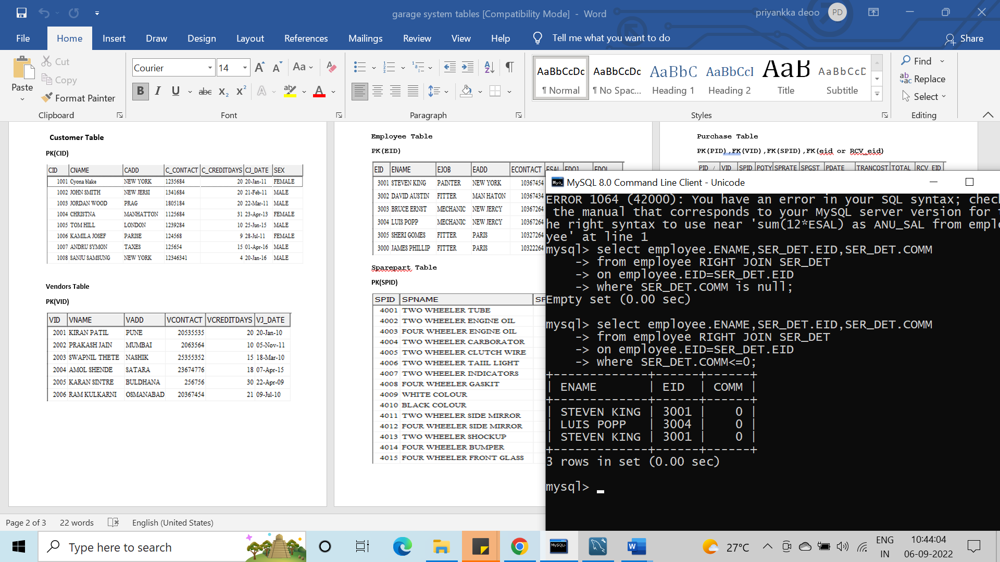 garage system tables [Compatibility Mode] - Word
priyankka deoo
PD
File Home Insert Draw Design Layout References Mailings Review View Help Tell me what you want to do Share
Paste
Cut
Copy
Format Painter
Clipboard
Courier 14
Font
Paragraph
AaBbCcDc AaBbCcDc AaBbC AaBbCcI AaB AaBbCcD
¶ Normal ¶ No Spac... Heading 1 Heading 2 Title Subtitle
Styles
Find
Replace
Select
Editing
Customer Table
PK(CID)
CID CNAME CADD C_CONTACT C_CREDITDAYS CJ_DATE SEX
1001 Cyona blake NEW YORK 1235684 20 20-Jan-11 FEMALE
1002 JOHN SMITH NEW JERSI 1341684 20 21-Feb-11 MALE
1003 JORDAN WOOD PRAG 1805184 20 22-Mar-11 MALE
1004 CHRISTNA MANHATTON 1125684 31 23-Apr-13 FEMALE
1005 TOM HILL LONDON 1239284 10 25-Jun-15 MALE
1006 KAMILA JOSEF PARISE 124568 9 28-Jul-11 FEMALE
1007 ANDRU SYMON TAXES 125654 15 01-Apr-16 MALE
1008 SANJU SAMSUNG NEW YORK 12346341 4 20-Jan-16 MALE
Vendors Table
PK(VID)
VID VNAME VADD VCONTACT VCREDITDAYS VJ_DATE
2001 KIRAN PATIL PUNE 20535535 20 20-Jan-10
2002 PRAKASH JAIN MUMBAI 2063564 10 05-Nov-11
2003 SWAPNIL THETE NASHIK 25355352 15 18-Mar-10
2004 AMOL SHENDE SATARA 23674776 18 07-Apr-15
2005 KARAN SINTRE BULDHANA 256756 30 22-Apr-09
2006 RAM KULKARNI OSMANABAD 20367454 21 09-Jul-10
Employee Table
PK(EID)
EID ENAME EJOB EADD ECONTACT ESAL EDOJ EDOL
3001 STEVEN KING PAINTER NEW YORK 10367454
3002 DAVID AUSTIN FITTER MAN HATON 10367434
3003 BRUCE ERNST MECHANIC NEW JERCY 10367264
3004 LUIS POPP MECHANIC NEW JERCY 10367264
3005 SHERI GOMES FITTER PARIS 10327264
3000 JAMES PHILLIP FITTER PARIS 10322264
Sparepart Table
PK(SPID)
SPID SPNAME SP
4001 TWO WHEELER TUBE
4002 TWO WHEELER ENGINE OIL
4003 FOUR WHEELER ENGINE OIL
4004 TWO WHEELER CARBORATOR
4005 TWO WHEELER CLUTCH WIRE
4006 TWO WHEELER TAIIL LIGHT
4007 TWO WHEELER INDICATORS
4008 FOUR WHEELER GASKIT
4009 WHITE COLOUR
4010 BLACK COLOUR
4011 TWO WHEELER SIDE MIRROR
4012 FOUR WHEELER SIDE MIRROR
4013 TWO WHEELER SHOCKUP
4014 FOUR WHEELER BUMPER
4015 FOUR WHEELER FRONT GLASS
Purchase Table
PK(PID),FK(VID),FK(SPID),FK(eid or RCV_eid)
PID VID SPID PQTY SPRATE SPGST PDATE TRANCOST TOTAL RCV_EID
MySQL 8.0 Command Line Client - Unicode
ERROR 1064 (42000): You have an error in your SQL syntax; chec
the manual that corresponds to your MySQL server version for t
he right syntax to use near 'sum(12*ESAL) as ANU_SAL from emplo
yee' at line 1
mysql> select employee.ENAME,SER_DET.EID,SER_DET.COMM
-> from employee RIGHT JOIN SER_DET
-> on employee.EID=SER_DET.EID
-> where SER_DET.COMM is null;
Empty set (0.00 sec)
mysql> select employee.ENAME,SER_DET.EID,SER_DET.COMM
-> from employee RIGHT JOIN SER_DET
-> on employee.EID=SER_DET.EID
-> where SER_DET.COMM<=0;
+-------------+------+------+
| ENAME | EID | COMM |
+-------------+------+------+
| STEVEN KING | 3001 | 0 |
| LUIS POPP | 3004 | 0 |
| STEVEN KING | 3001 | 0 |
+-------------+------+------+
3 rows in set (0.00 sec)
mysql>
Page 2 of 3 22 words English (United States)
Type here to search
27°C
ENG
IN
10:44:04
06-09-2022